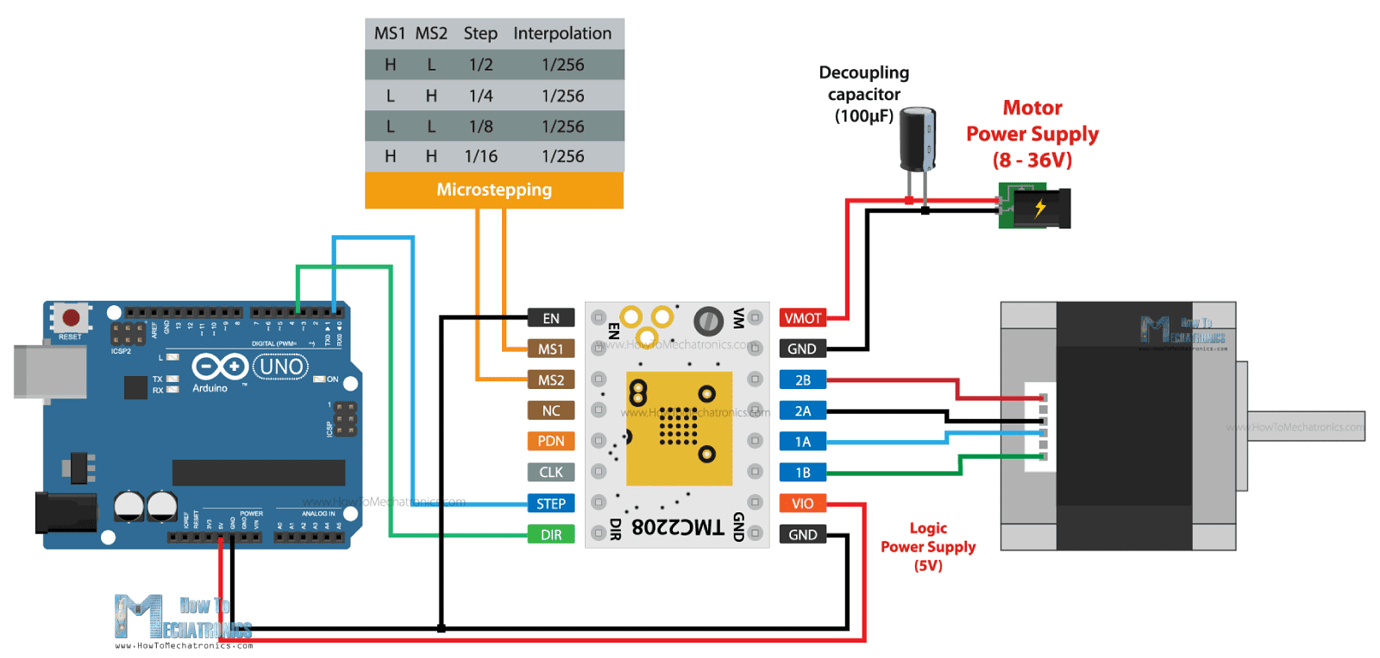 MS1 MS2 Step Interpolation
H L 1/2 1/256
L H 1/4 1/256
L L 1/8 1/256
H H 1/16 1/256
Microstepping
Decoupling
capacitor
(100µF)
Motor
Power Supply
(8 - 36V)
RESET
ICSP2
AREF
GND
13
12
~11
~10
~9
8
7
~6
~5
4
~3
2
TX0 1
RX0 0
DIGITAL (PWM= ~)
L
TX
RX
Arduino
™
UNO
ON
1
ICSP
POWER
ANALOG IN
IOREF
RESET
3V3
5V
GND
GND
VIN
A0
A1
A2
A3
A4
A5
EN
MS1
MS2
NC
PDN
CLK
STEP
DIR
EN
VM
DIR
TMC2208
GND
www.HowToMechatronics.com
www.HowToMechatronics.com
www.HowToMechatronics.com
VMOT
GND
2B
2A
1A
1B
VIO
GND
Logic
Power Supply
(5V)
How To
MECHATRONICS
www.HowToMechatronics.com
www.HowToMechatronics.com
How To
MECHATRONICS
www.HowToMechatronics.com